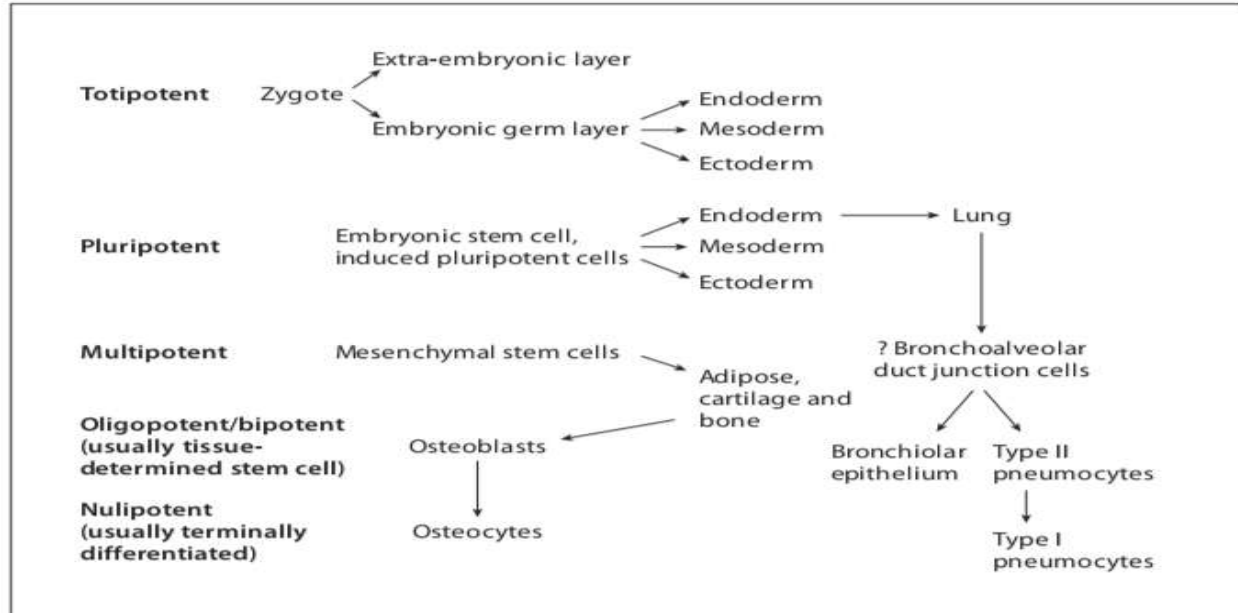 Extra-embryonic layer
Totipotent Zygote
Endoderm
Embryonic germ layer Mesoderm
Ectoderm
Endoderm Lung
Pluripotent Embryonic stem cell,
induced pluripotent cells
Mesoderm
Ectoderm
Multipotent Mesenchymal stem cells
? Bronchoalveolar
duct junction cells
Adipose,
cartilage and
bone
Oligopotent/bipotent
(usually tissue-
determined stem cell)
Osteoblasts
Bronchiolar
epithelium
Type II
pneumocytes
Nulipotent
(usually terminally
differentiated)
Osteocytes
Type I
pneumocytes